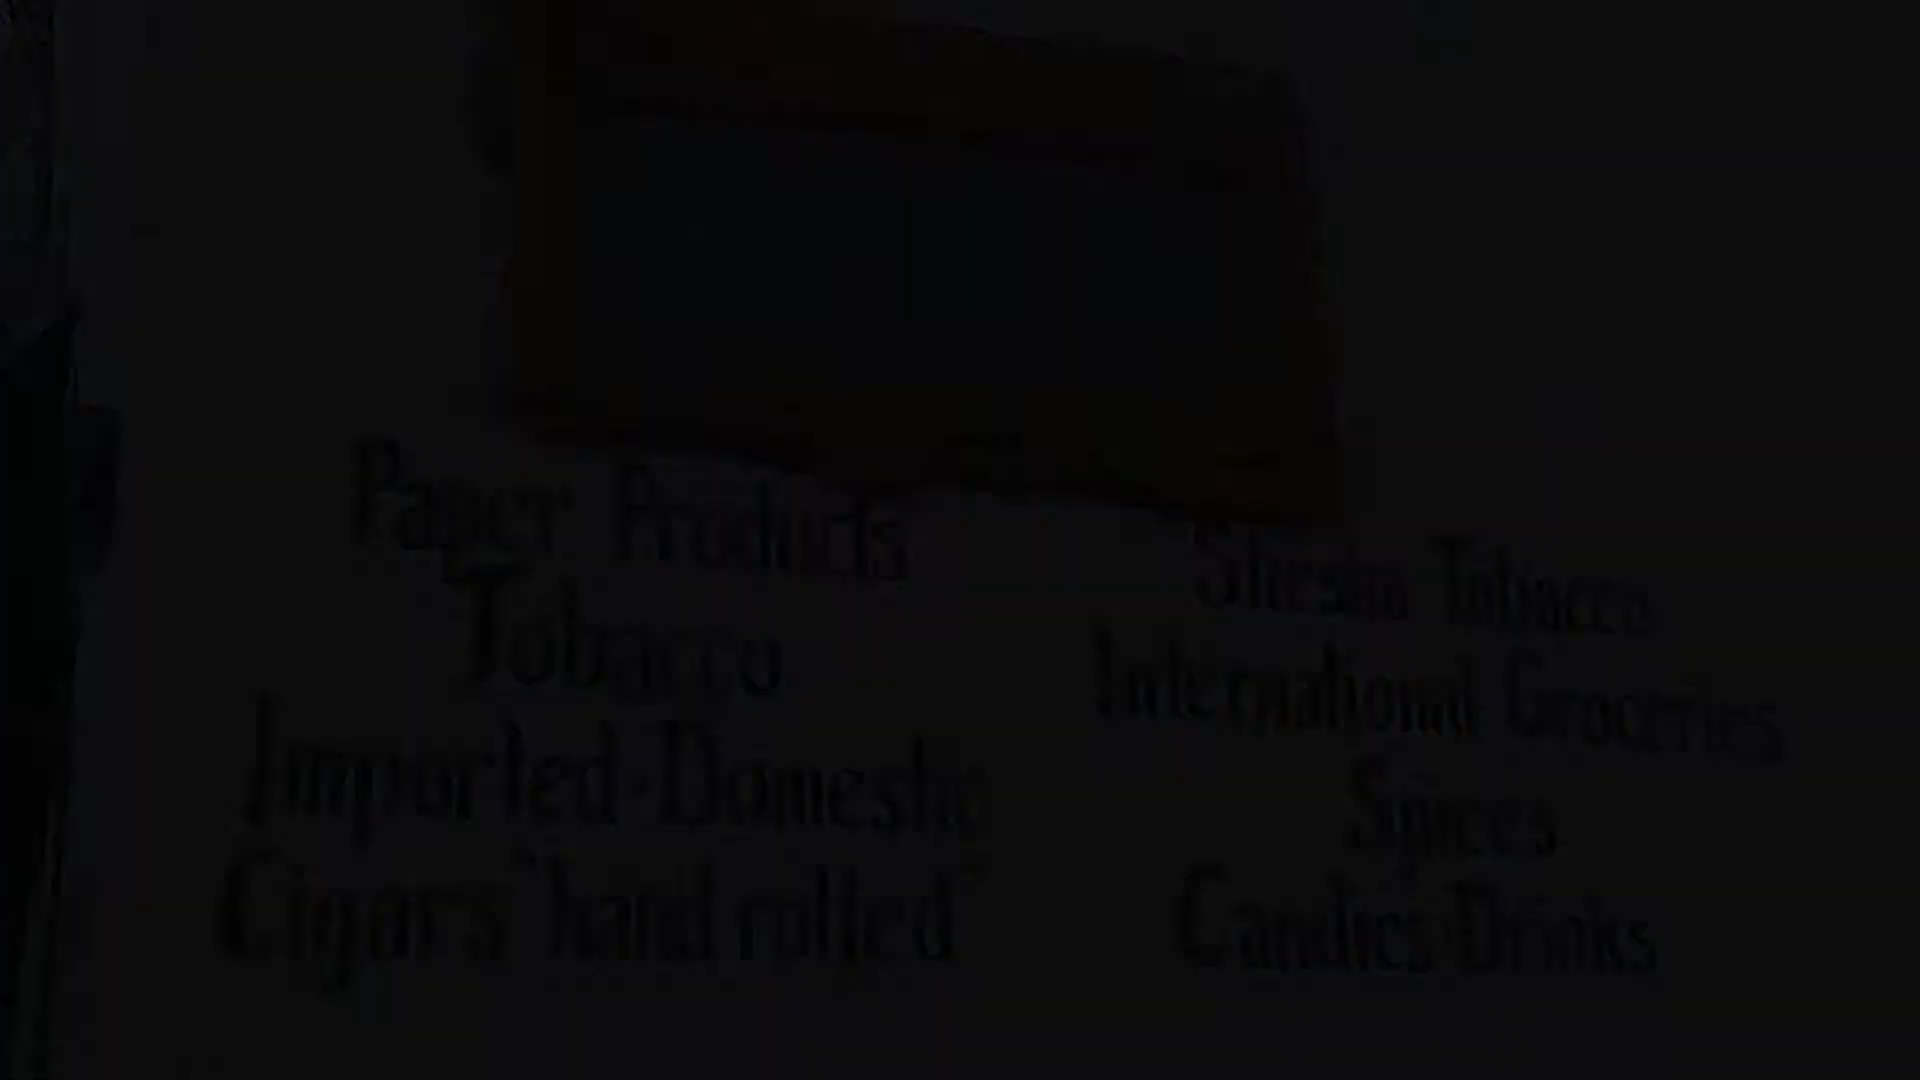 Paper Products
Tobacco
Imported-Domestic
Cigars "hand rolled"
Shesha Tobacco
International Groceries
Spices
Candies-Drinks